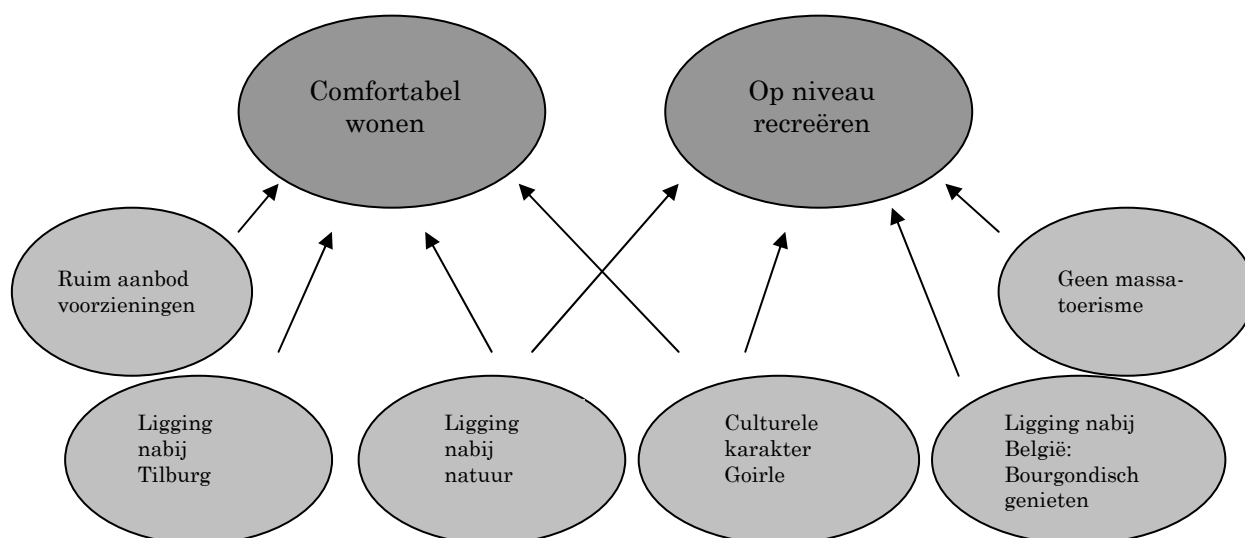 Comfortabel
wonen
Op niveau
recreëren
Ruim aanbod
voorzieningen
Geen massa-
toerisme
Ligging
nabij
Tilburg
Ligging
nabij
natuur
Culturele
karakter
Goirle
Ligging nabij
België:
Bourgondisch
genieten